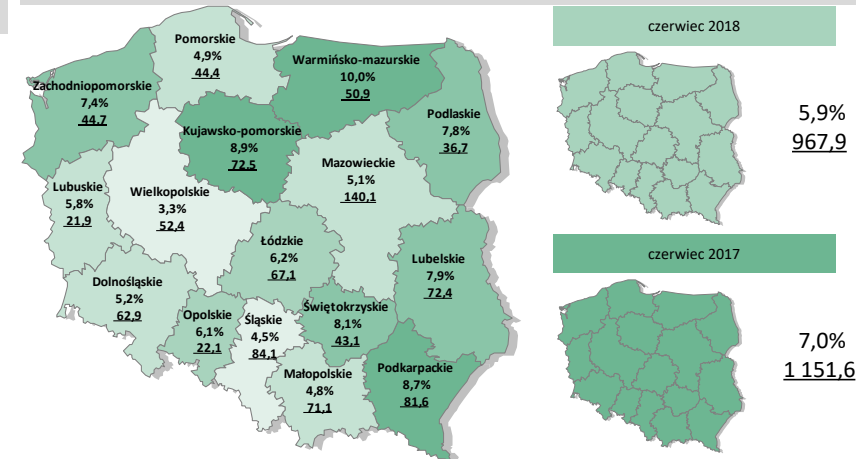 Pomorskie
4,9%
44,4
Warmińsko-mazurskie
10,0%
50,9
Zachodniopomorskie
7,4%
44,7
Podlaskie
7,8%
36,7
Kujawsko-pomorskie
8,9%
72,5
Mazowieckie
5,1%
140,1
Lubuskie
5,8%
21,9
Wielkopolskie
3,3%
52,4
Łódzkie
6,2%
67,1
Lubelskie
7,9%
72,4
Dolnośląskie
5,2%
62,9
Opolskie
6,1%
22,1
Śląskie
4,5%
84,1
Świętokrzyskie
8,1%
43,1
Małopolskie
4,8%
71,1
Podkarpackie
8,7%
81,6
czerwiec 2018
5,9%
967,9
czerwiec 2017
7,0%
1 151,6